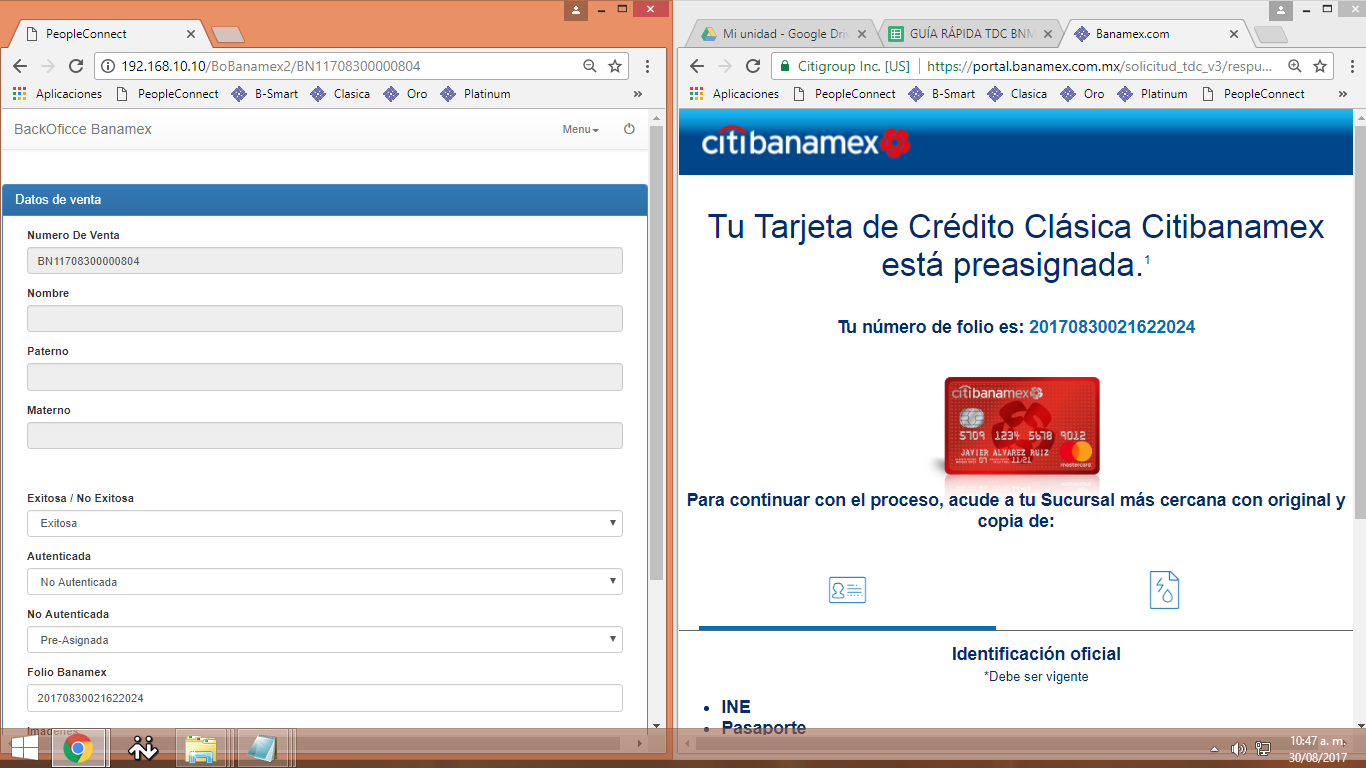 PeopleConnect
192.168.10.10/BoBanamex2/BN11708300000804
Aplicaciones PeopleConnect B-Smart Clasica Oro Platinum »
BackOficce Banamex
Menu
Datos de venta
Numero De Venta
BN11708300000804
Nombre
Paterno
Materno
Exitosa / No Exitosa
Exitosa
Autenticada
No Autenticada
No Autenticada
Pre-Asignada
Folio Banamex
20170830021622024
Imagenes
Mi unidad - Google Dri
GUÍA RÁPIDA TDC BNM
Banamex.com
Citigroup Inc. [US] https://portal.banamex.com.mx/solicitud_tdc_v3/respu...
Aplicaciones PeopleConnect B-Smart Clasica Oro Platinum PeopleConnect »
citibanamex
Tu Tarjeta de Crédito Clásica Citibanamex
está preasignada.1
Tu número de folio es: 20170830021622024
citibanamex
5709 1234 5678 9012
JAVIER ALVAREZ RUIZ
07 11/21
mastercard
Para continuar con el proceso, acude a tu Sucursal más cercana con original y
copia de:
Identificación oficial
*Debe ser vigente
• INE
• Pasaporte
10:47 a. m.
30/08/2017